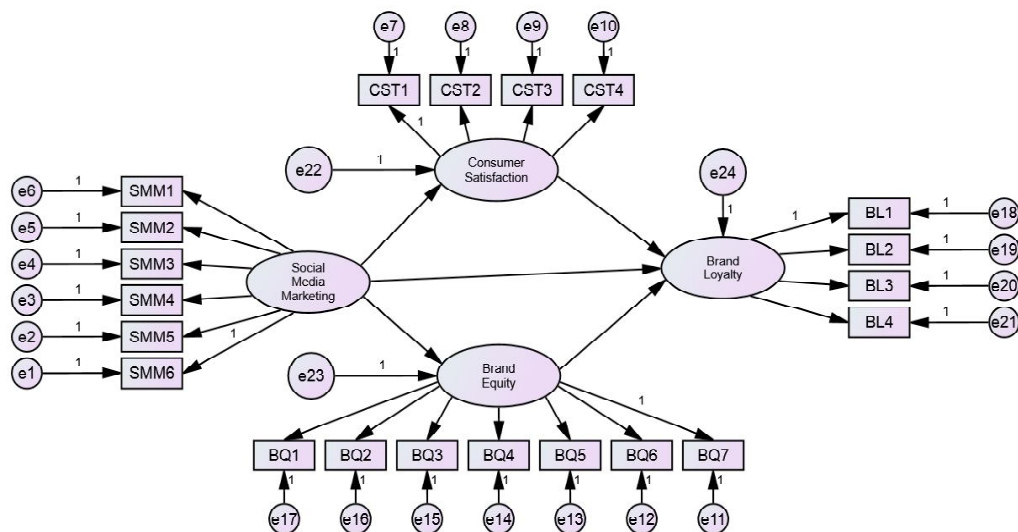 e7 e8 e9 e10
1 1 1 1
CST1 CST2 CST3 CST4
1
e22 1 Consumer
Satisfaction
e24
1
e6 1 SMM1
e5 1 SMM2
e4 1 SMM3
e3 1 SMM4
e2 1 SMM5
e1 1 SMM6
1
Social
Media
Marketing
Brand
Loyalty
1
BL1 1 e18
BL2 1 e19
BL3 1 e20
BL4 1 e21
e23 1 Brand
Equity
1
BQ1 BQ2 BQ3 BQ4 BQ5 BQ6 BQ7
1 1 1 1 1 1 1
e17 e16 e15 e14 e13 e12 e11